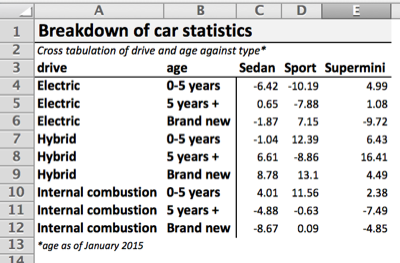 A B C D E
1 Breakdown of car statistics
2 Cross tabulation of drive and age against type*
3 drive age Sedan Sport Supermini
4 Electric 0-5 years -6.42 -10.19 4.99
5 Electric 5 years + 0.65 -7.88 1.08
6 Electric Brand new -1.87 7.15 -9.72
7 Hybrid 0-5 years -1.04 12.39 6.43
8 Hybrid 5 years + 6.61 -8.86 16.41
9 Hybrid Brand new 8.78 13.1 4.49
10 Internal combustion 0-5 years 4.01 11.56 2.38
11 Internal combustion 5 years + -4.88 -0.63 -7.49
12 Internal combustion Brand new -8.67 0.09 -4.85
13 *age as of January 2015
14